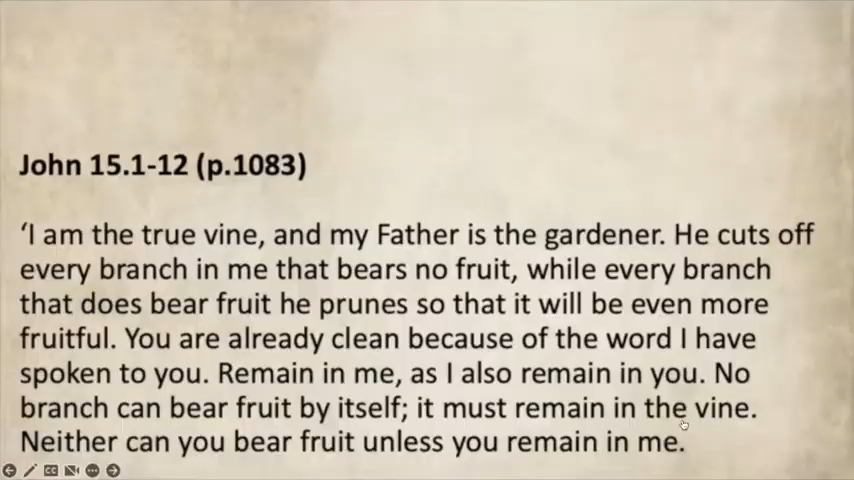 John 15.1-12 (p.1083)
‘I am the true vine, and my Father is the gardener. He cuts off
every branch in me that bears no fruit, while every branch
that does bear fruit he prunes so that it will be even more
fruitful. You are already clean because of the word I have
spoken to you. Remain in me, as I also remain in you. No
branch can bear fruit by itself; it must remain in the vine.
Neither can you bear fruit unless you remain in me.
CC